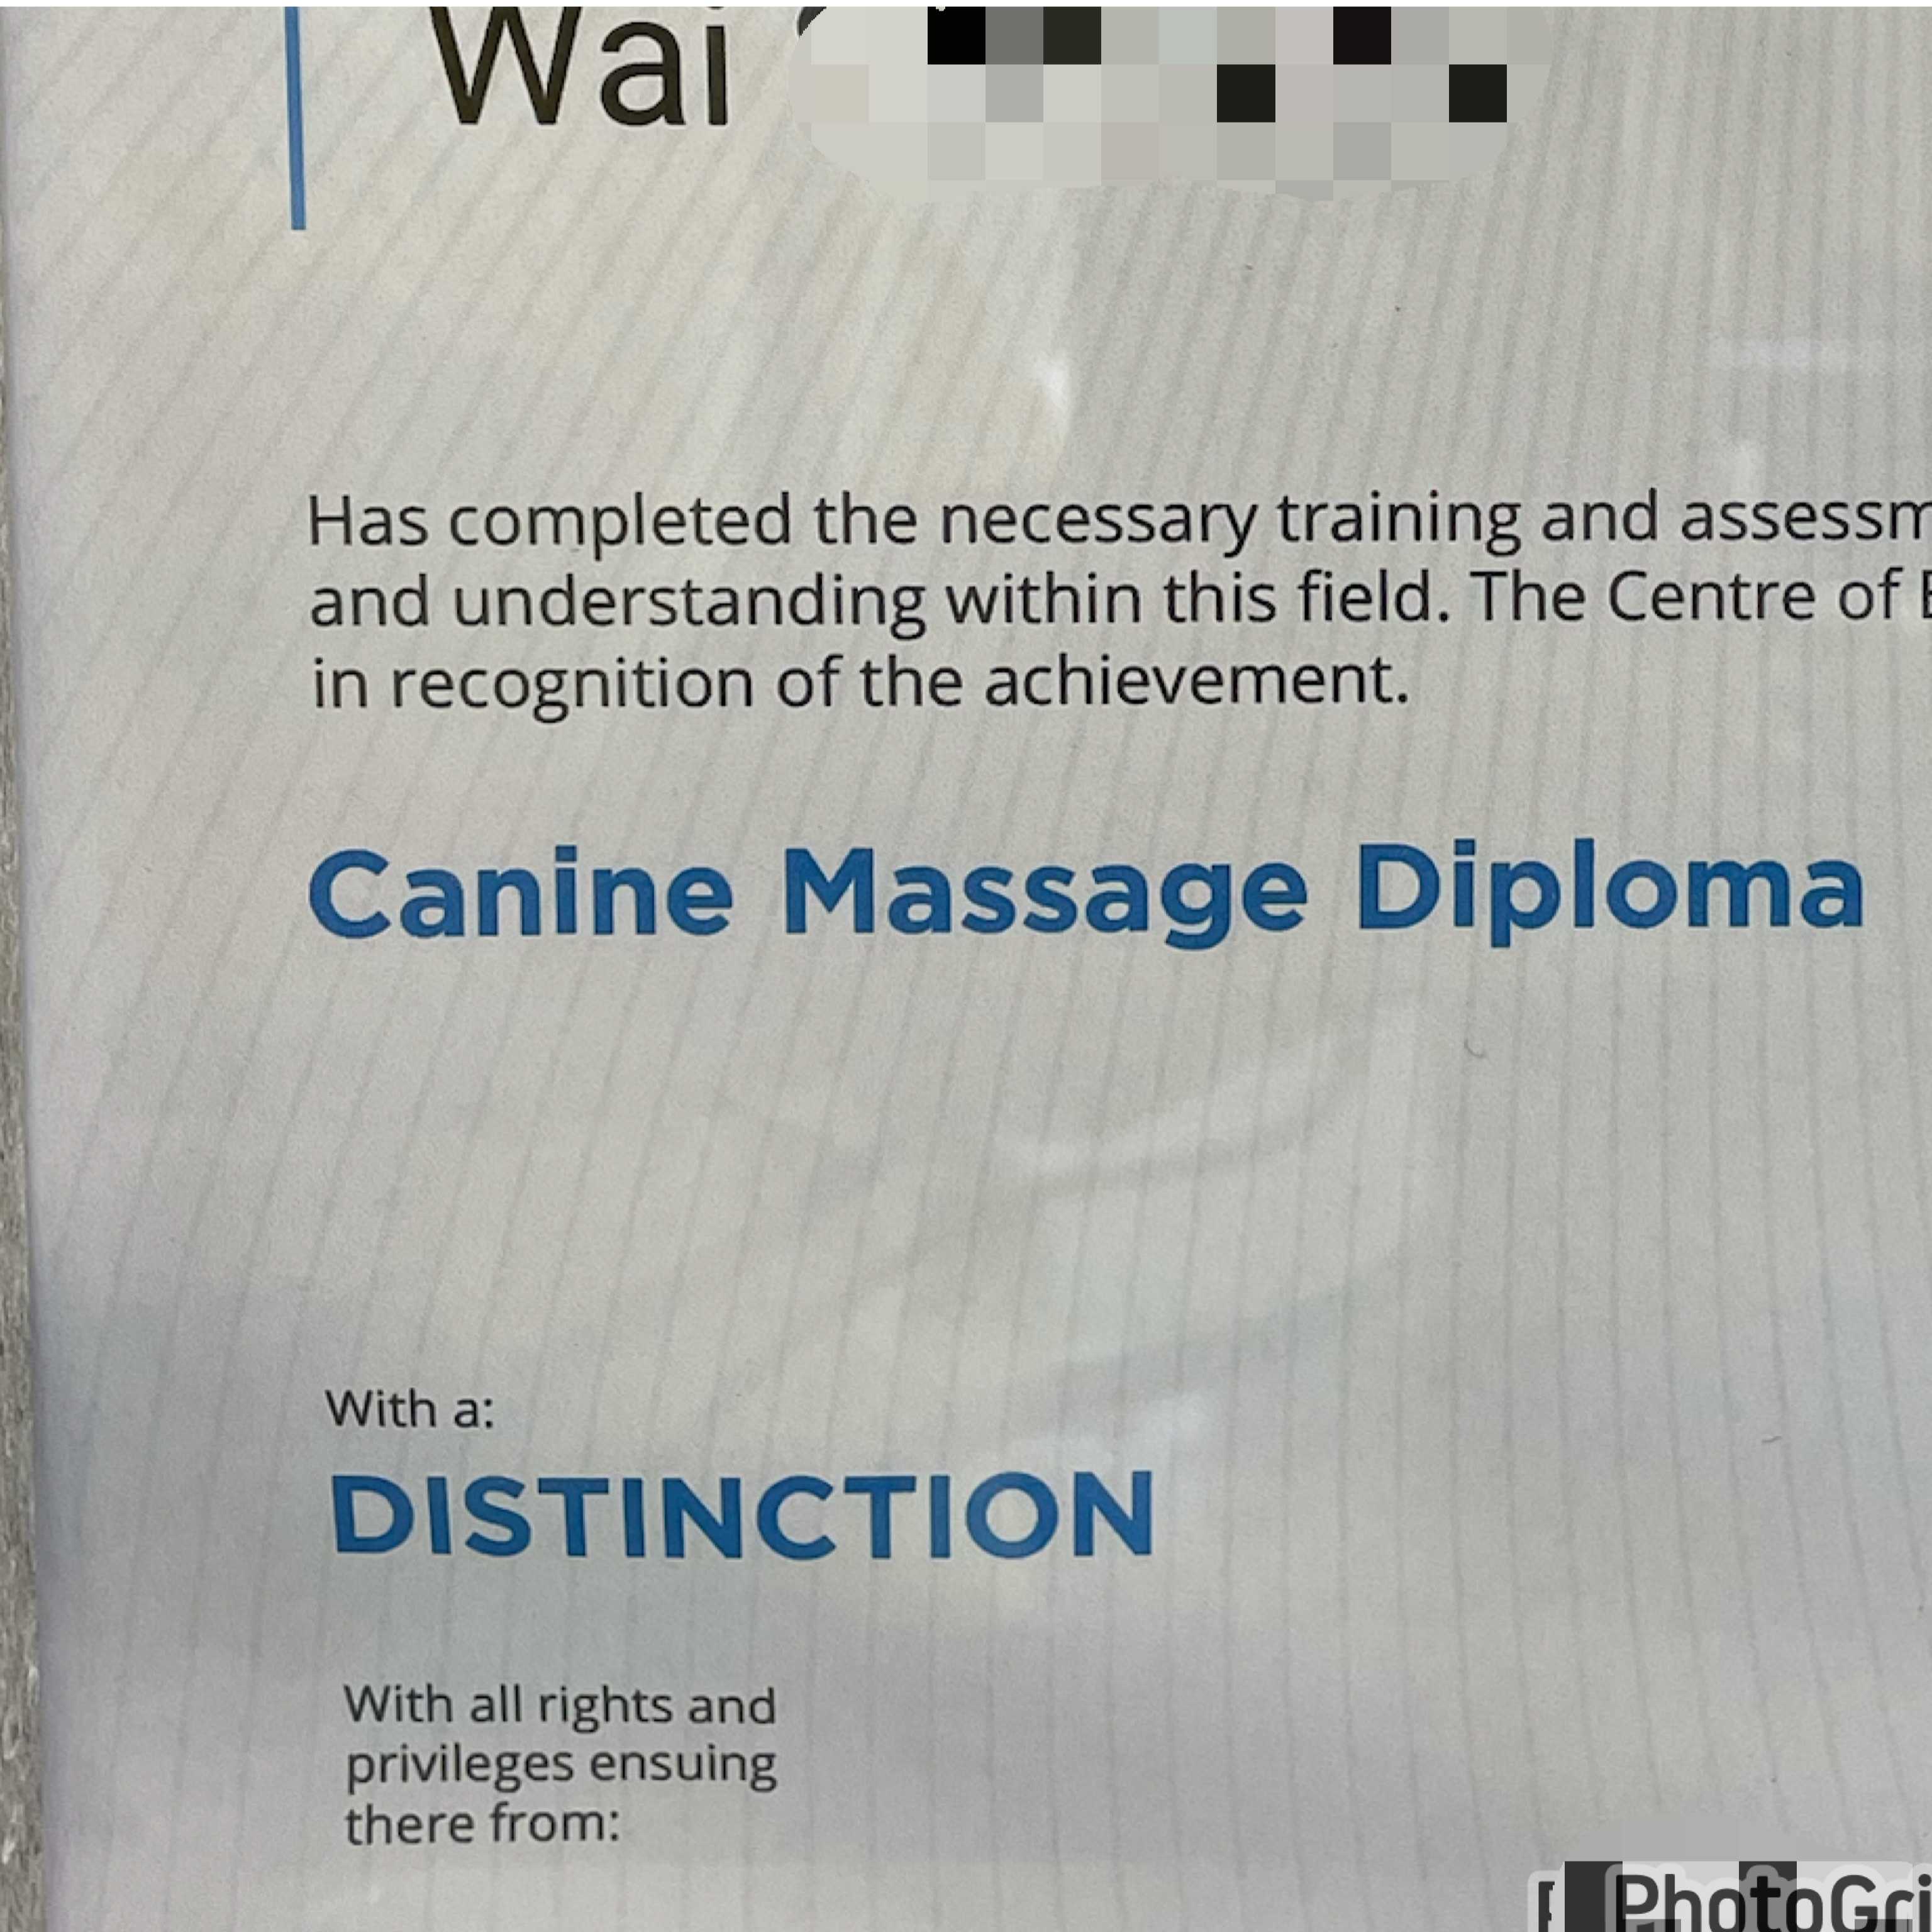 Wai
Has completed the necessary training and assessm
and understanding within this field. The Centre of
in recognition of the achievement.
Canine Massage Diploma
With a:
DISTINCTION
With all rights and
privileges ensuing
there from:
PhotoGri